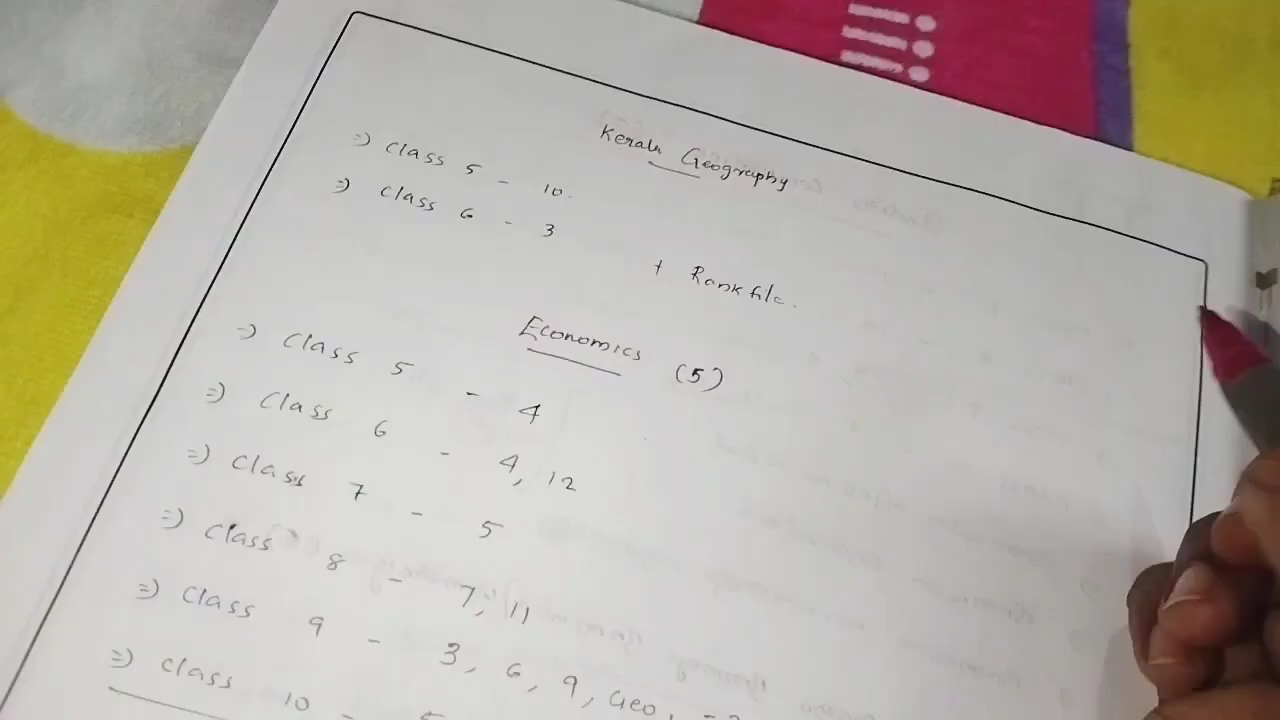 Kerala Geography
=) Class 5 - 10.
=) Class 6 - 3
+ Rank file.
Economics (5)
=) Class 5 - 4
=) Class 6 - 4, 12
=) Class 7 - 5
=) Class 8 - 7, 11
=) Class 9 - 3, 6, 9, Geo,
=) Class 10 -